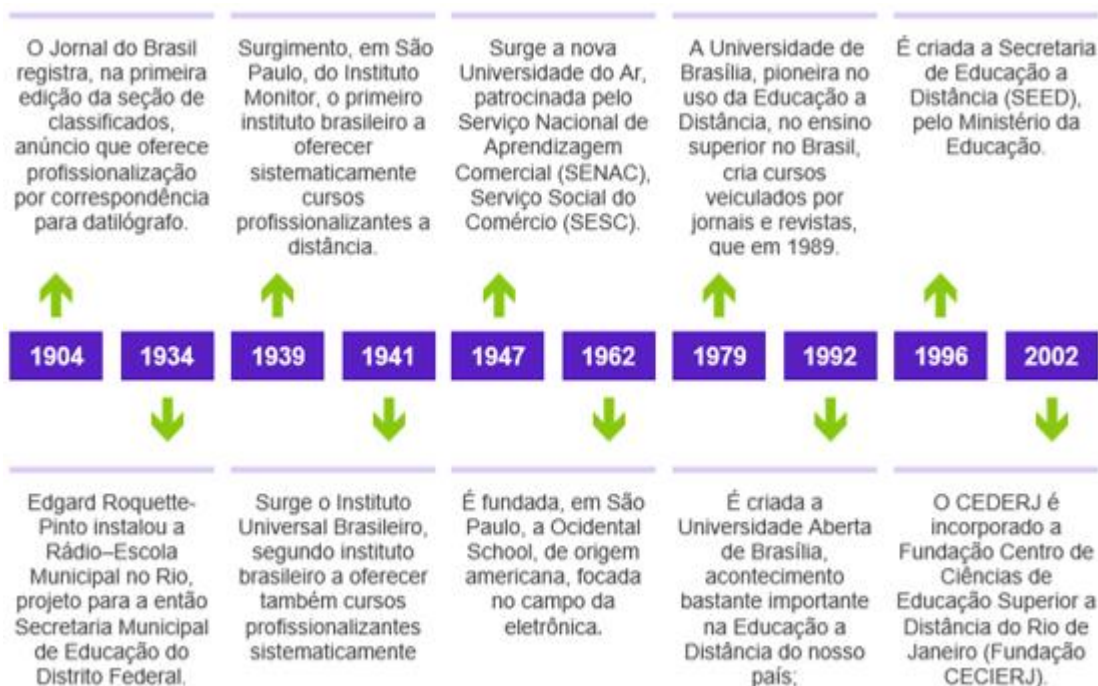 O Jornal do Brasil
registra, na primeira
edição da seção de
classificados,
anúncio que oferece
profissionalização
por correspondência
para datilógrafo.
Surgimento, em São
Paulo, do Instituto
Monitor, o primeiro
instituto brasileiro a
oferecer
sistematicamente
cursos
profissionalizantes a
distância.
Surge a nova
Universidade do Ar,
patrocinada pelo
Serviço Nacional de
Aprendizagem
Comercial (SENAC),
Serviço Social do
Comércio (SESC).
A Universidade de
Brasília, pioneira no
uso da Educação a
Distância, no ensino
superior no Brasil,
cria cursos
veiculados por
jornais e revistas,
que em 1989.
É criada a Secretaria
de Educação a
Distância (SEED),
pelo Ministério da
Educação.
1904 1934 1939 1941 1947 1962 1979 1992 1996 2002
Edgard Roquette-
Pinto instalou a
Rádio–Escola
Municipal no Rio,
projeto para a então
Secretaria Municipal
de Educação do
Distrito Federal.
Surge o Instituto
Universal Brasileiro,
segundo instituto
brasileiro a oferecer
também cursos
profissionalizantes
sistematicamente
É fundada, em São
Paulo, a Ocidental
School, de origem
americana, focada
no campo da
eletrônica.
É criada a
Universidade Aberta
de Brasília,
acontecimento
bastante importante
na Educação a
Distância do nosso
país;
O CEDERJ é
incorporado a
Fundação Centro de
Ciências de
Educação Superior a
Distância do Rio de
Janeiro (Fundação
CECIERJ).